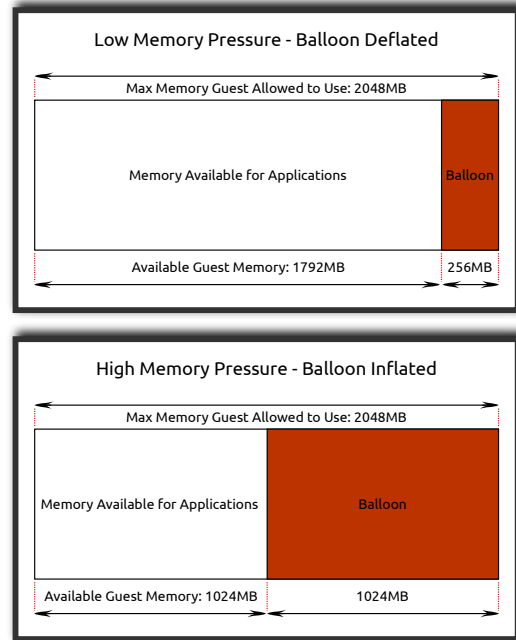 Low Memory Pressure - Balloon Deflated
Max Memory Guest Allowed to Use: 2048MB
Memory Available for Applications
Balloon
Available Guest Memory: 1792MB
256MB
High Memory Pressure - Balloon Inflated
Max Memory Guest Allowed to Use: 2048MB
Memory Available for Applications
Balloon
Available Guest Memory: 1024MB
1024MB